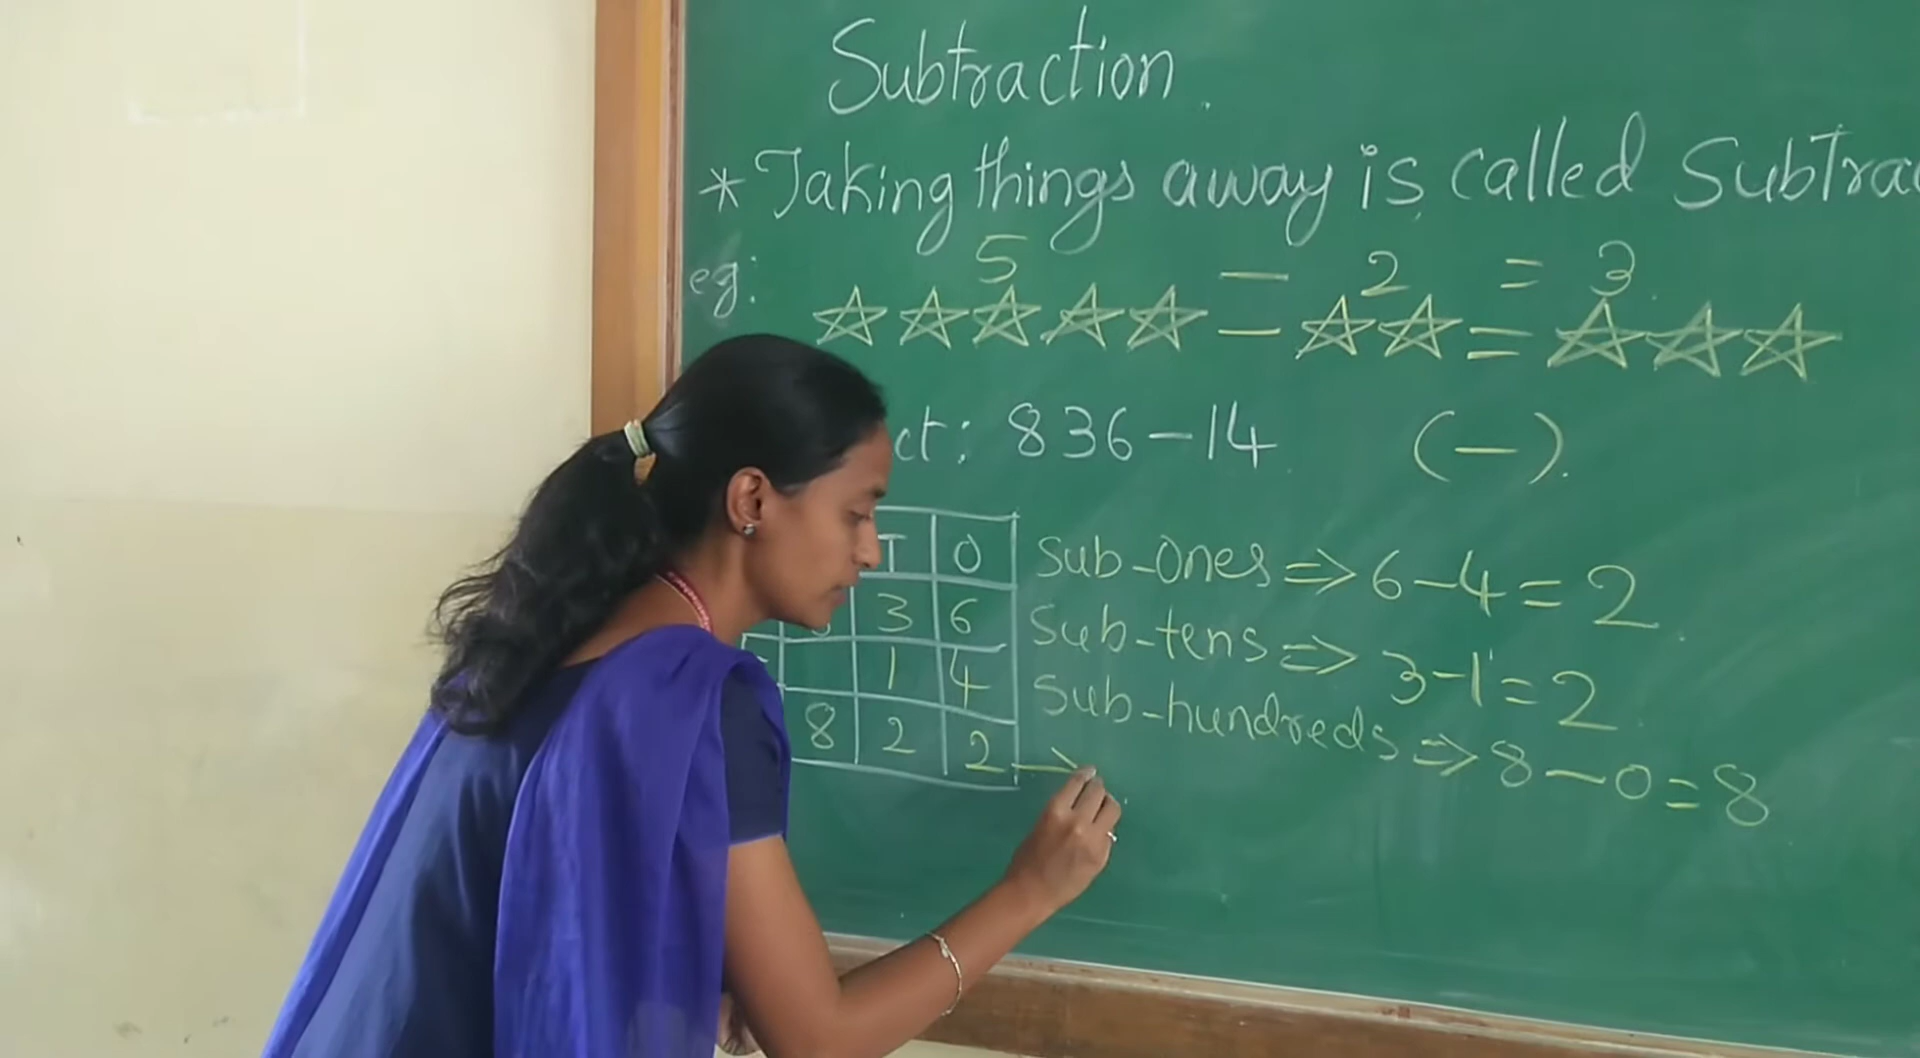 Subtraction.
* Taking things away is called Subtrac
eg: 5 — 2 = 3
— =
ct: 836-14 (-).
T O
3 6
1 4
8 2 2 →
Sub-Ones ⇒ 6-4=2
Sub-tens ⇒ 3-1=2
Sub-hundreds ⇒ 8-0=8